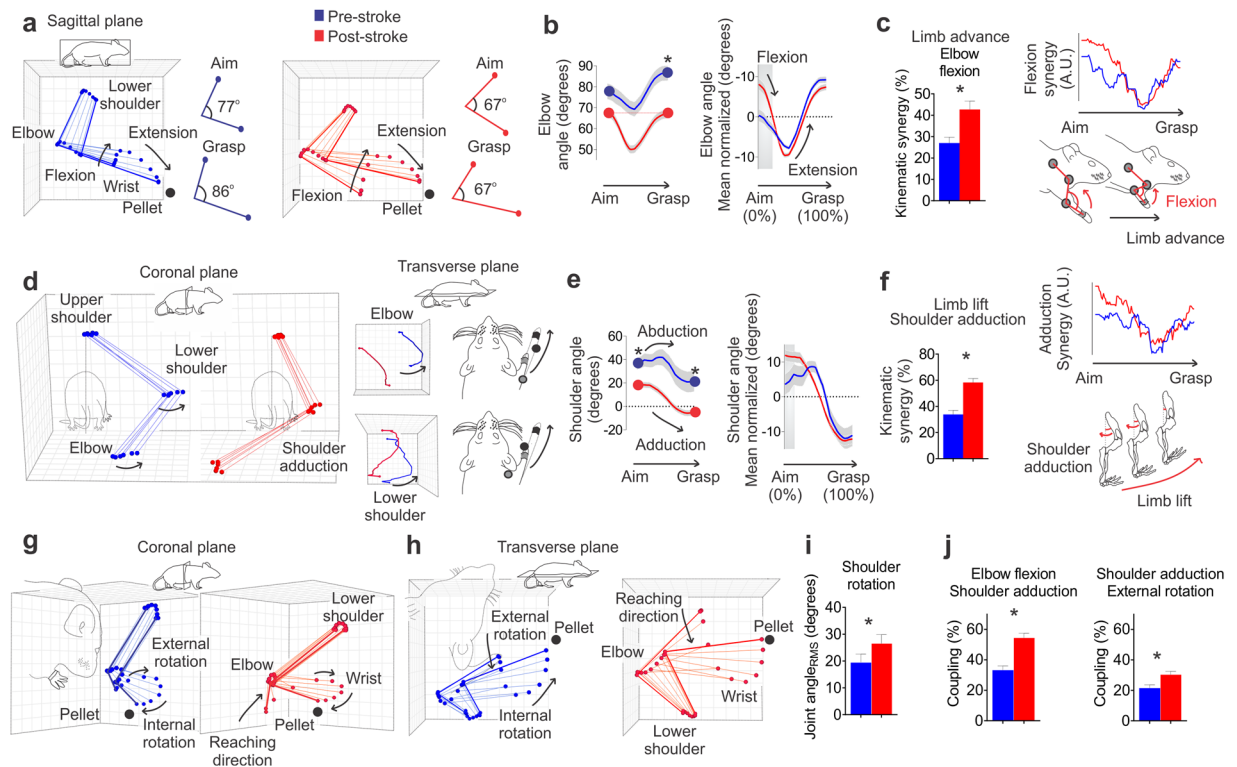 a
Sagittal plane
Pre-stroke
Post-stroke
Lower
shoulder
Elbow
Extension
Flexion
Wrist
Pellet
Aim
77°
Grasp
86°
Extension
Flexion
Pellet
Aim
67°
Grasp
67°
b
Elbow
angle (degrees)
90
80
70
60
50
*
Aim
Grasp
Elbow angle
Mean normalized (degrees)
-10
0
-10
Flexion
Extension
Aim
(0%)
Grasp
(100%)
c
Limb advance
Elbow
flexion
Kinematic synergy (%)
50
40
30
20
10
0
*
Flexion
synergy
(A.U.)
Aim
Grasp
Flexion
Limb advance
d
Coronal plane
Upper
shoulder
Lower
shoulder
Elbow
Shoulder
adduction
Transverse plane
Elbow
Lower
shoulder
e
Shoulder angle
(degrees)
60
40
20
0
-20
Abduction
*
*
Adduction
Aim
Grasp
Shoulder angle
Mean normalized (degrees)
10
0
-10
Aim
(0%)
Grasp
(100%)
f
Limb lift
Shoulder adduction
Kinematic
synergy (%)
80
60
40
20
0
*
Adduction
Synergy (A.U.)
Aim
Grasp
Shoulder
adduction
Limb lift
g
Coronal plane
External
rotation
Pellet
Internal
rotation
Lower
shoulder
Elbow
Wrist
Pellet
Reaching
direction
h
Transverse plane
External
rotation
Pellet
Internal
rotation
Reaching
direction
Pellet
Elbow
Wrist
Lower
shoulder
i
Shoulder
rotation
Joint angleRMS (degrees)
40
30
20
10
0
*
j
Elbow flexion
Shoulder adduction
Coupling (%)
60
40
20
0
*
Shoulder adduction
External rotation
Coupling (%)
60
40
20
0
*